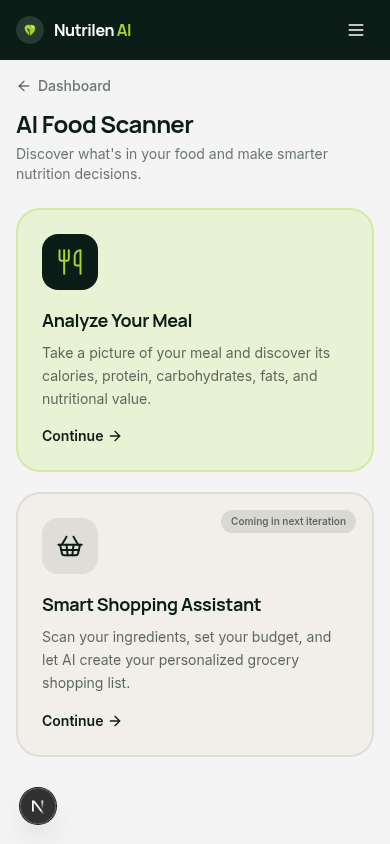 Nutrilen AI
Dashboard
AI Food Scanner
Discover what's in your food and make smarter
nutrition decisions.
Analyze Your Meal
Take a picture of your meal and discover its
calories, protein, carbohydrates, fats, and
nutritional value.
Continue →
Coming in next iteration
Smart Shopping Assistant
Scan your ingredients, set your budget, and
let AI create your personalized grocery
shopping list.
Continue →
N